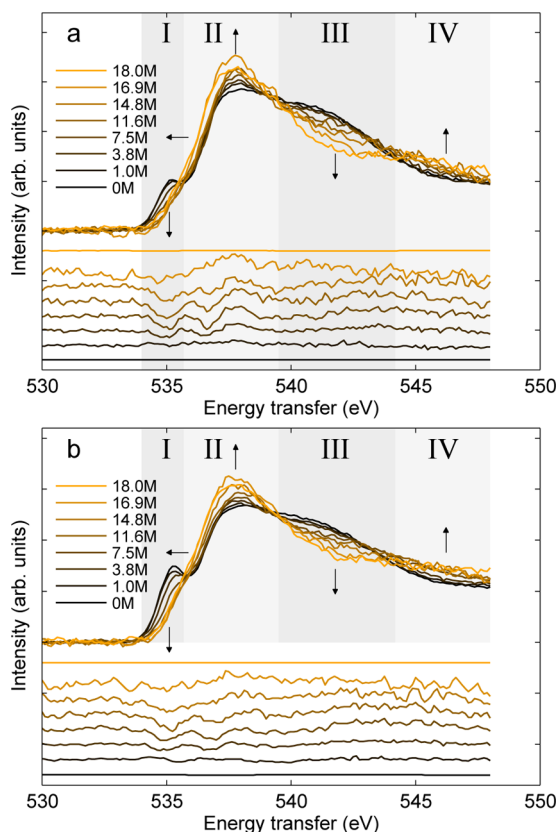 a
I II III IV
18.0M
16.9M
14.8M
11.6M
7.5M
3.8M
1.0M
0M
Intensity (arb. units)
530 535 540 545 550
Energy transfer (eV)
b
I II III IV
18.0M
16.9M
14.8M
11.6M
7.5M
3.8M
1.0M
0M
Intensity (arb. units)
530 535 540 545 550
Energy transfer (eV)